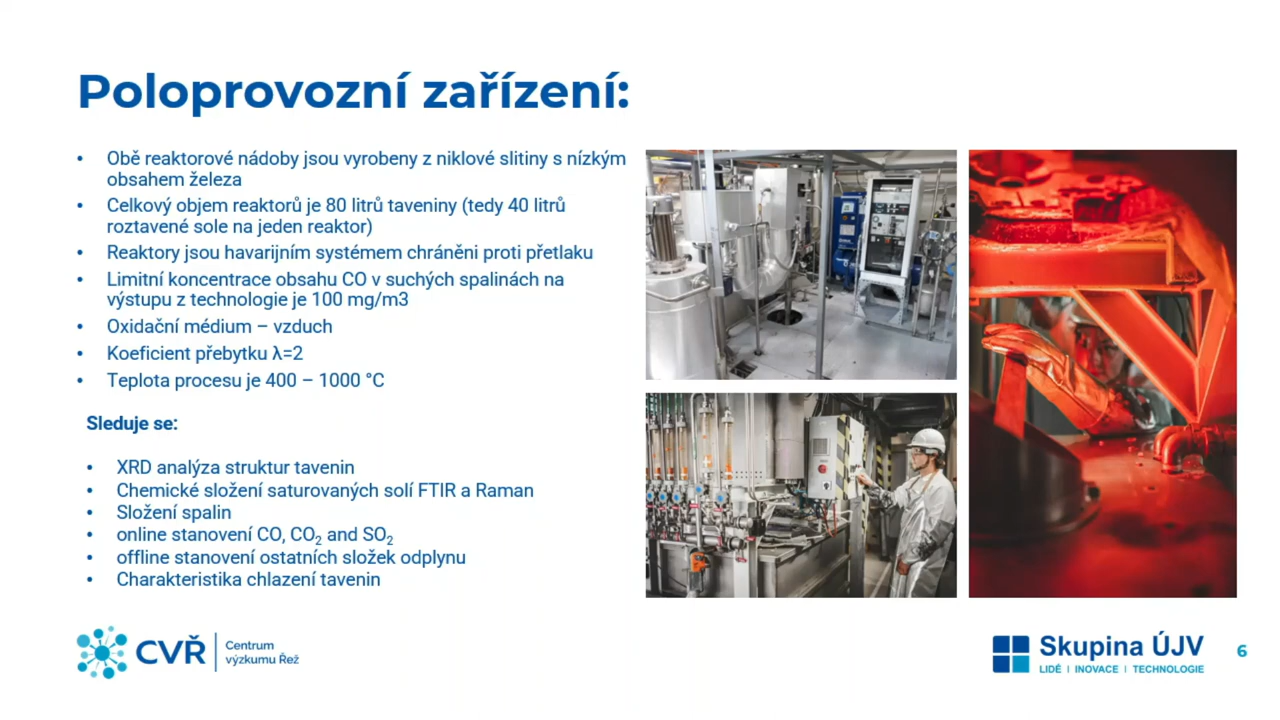 Poloprovozní zařízení:
• Obě reaktorové nádoby jsou vyrobeny z niklové slitiny s nízkým
obsahem železa
• Celkový objem reaktorů je 80 litrů taveniny (tedy 40 litrů
roztavené sole na jeden reaktor)
• Reaktory jsou havarijním systémem chráněni proti přetlaku
• Limitní koncentrace obsahu CO v suchých spalinách na
výstupu z technologie je 100 mg/m3
• Oxidační médium – vzduch
• Koeficient přebytku λ=2
• Teplota procesu je 400 – 1000 °C
Sleduje se:
• XRD analýza struktur tavenin
• Chemické složení saturovaných solí FTIR a Raman
• Složení spalin
• online stanovení CO, CO₂ and SO₂
• offline stanovení ostatních složek odplynu
• Charakteristika chlazení tavenin
CVŘ
Centrum
výzkumu Řež
Skupina ÚJV
LIDÉ | INOVACE | TECHNOLOGIE
6